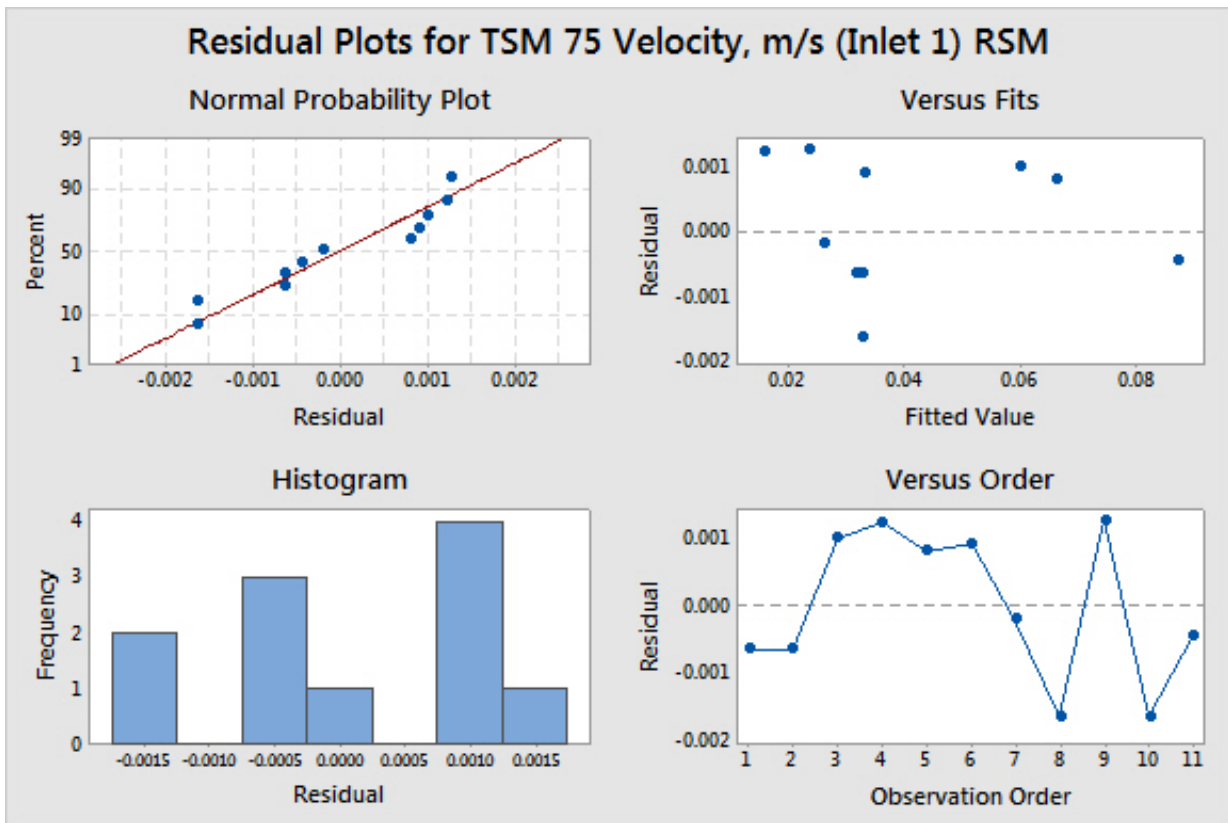 Residual Plots for TSM 75 Velocity, m/s (Inlet 1) RSM
Normal Probability Plot
99
90
50
10
1
Percent
-0.002 -0.001 0.000 0.001 0.002
Residual
Versus Fits
0.001
0.000
-0.001
-0.002
Residual
0.02 0.04 0.06 0.08
Fitted Value
Histogram
4
3
2
1
0
Frequency
-0.0015 -0.0010 -0.0005 0.0000 0.0005 0.0010 0.0015
Residual
Versus Order
0.001
0.000
-0.001
-0.002
Residual
1 2 3 4 5 6 7 8 9 10 11
Observation Order